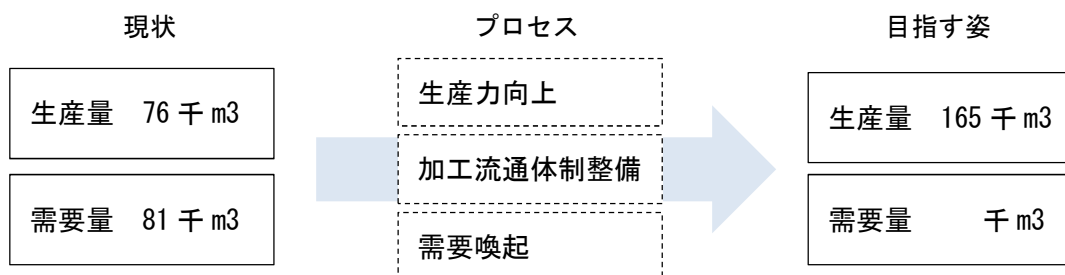 現状
プロセス
目指す姿
生産量　76 千 m3
需要量　81 千 m3
生産力向上
加工流通体制整備
需要喚起
生産量　165 千 m3
需要量　　　千 m3